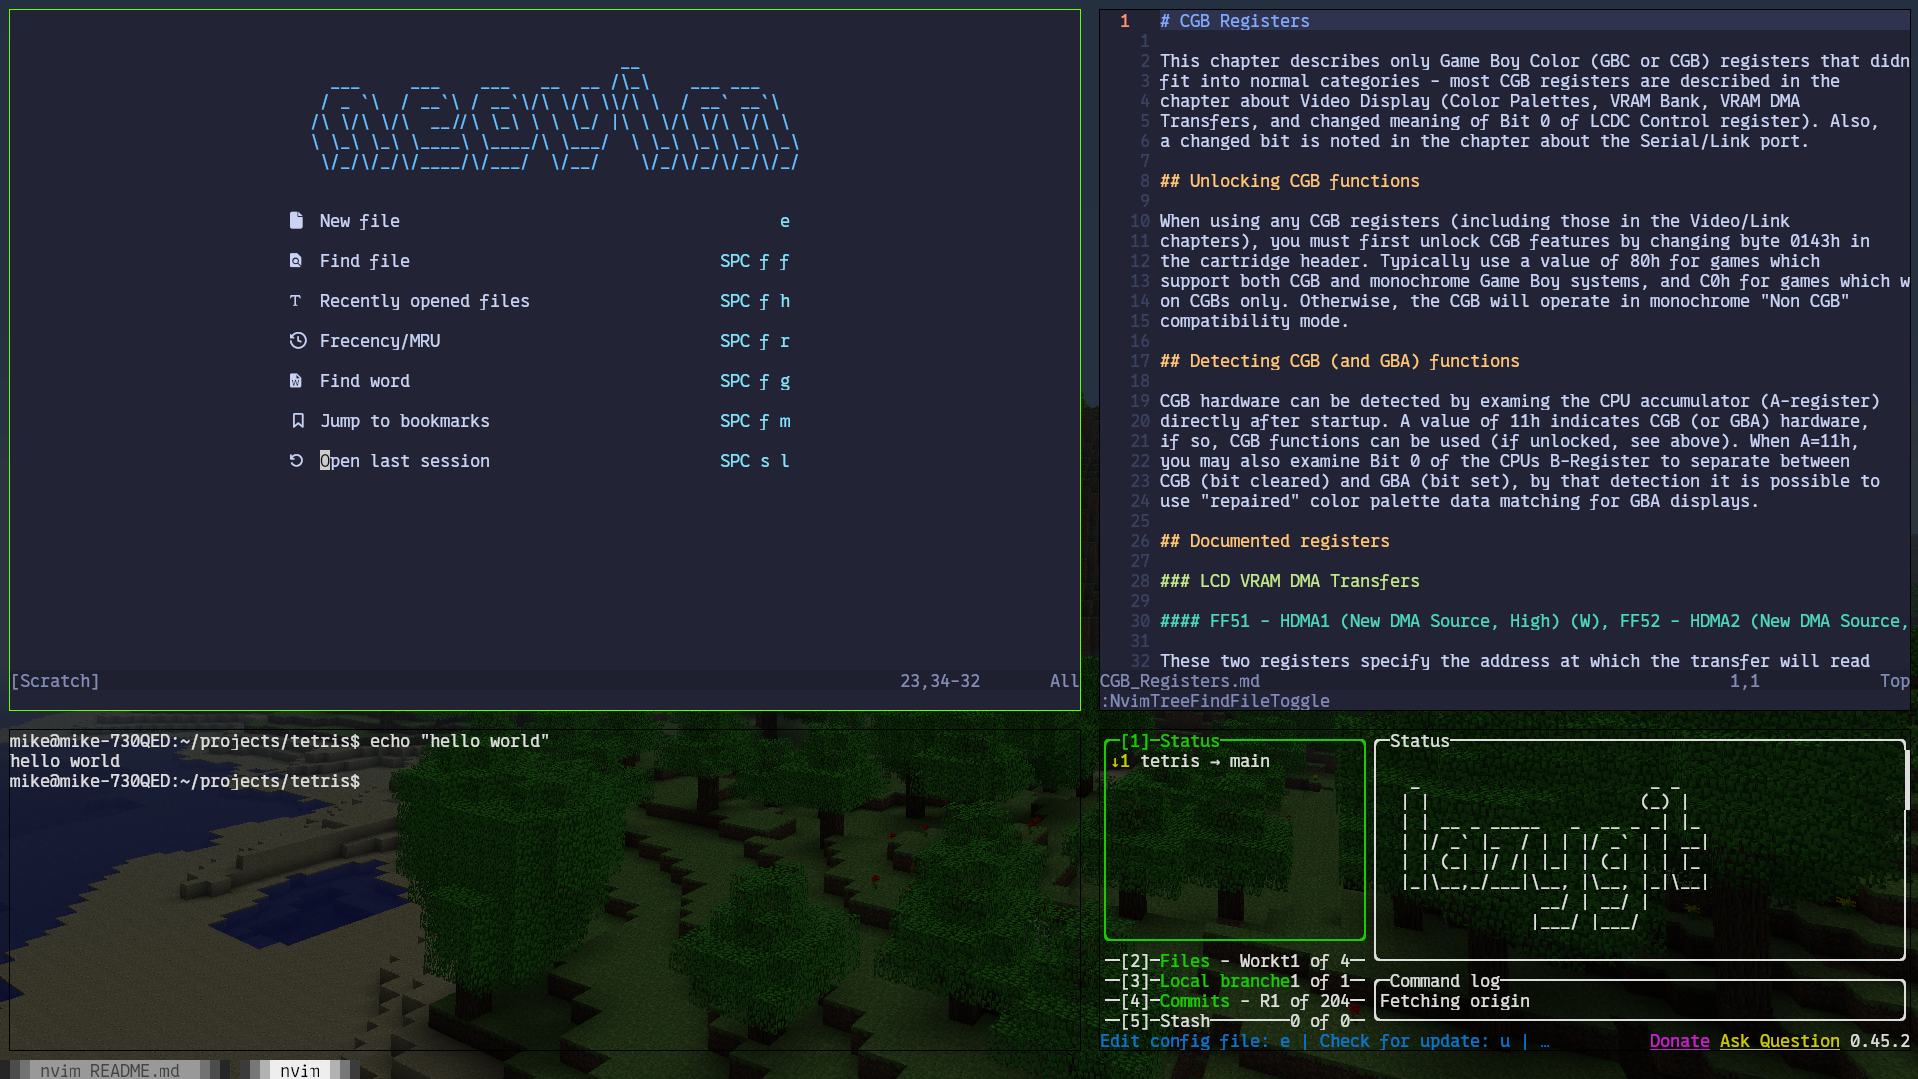 New file e
Find file SPC f f
Recently opened files SPC f h
Frecency/MRU SPC f r
Find word SPC f g
Jump to bookmarks SPC f m
Open last session SPC s l
[Scratch] 23,34-32 All
1 # CGB Registers
1
2 This chapter describes only Game Boy Color (GBC or CGB) registers that didn
3 fit into normal categories - most CGB registers are described in the
4 chapter about Video Display (Color Palettes, VRAM Bank, VRAM DMA
5 Transfers, and changed meaning of Bit 0 of LCDC Control register). Also,
6 a changed bit is noted in the chapter about the Serial/Link port.
7
8 ## Unlocking CGB functions
9
10 When using any CGB registers (including those in the Video/Link
11 chapters), you must first unlock CGB features by changing byte 0143h in
12 the cartridge header. Typically use a value of 80h for games which
13 support both CGB and monochrome Game Boy systems, and C0h for games which w
14 on CGBs only. Otherwise, the CGB will operate in monochrome "Non CGB"
15 compatibility mode.
16
17 ## Detecting CGB (and GBA) functions
18
19 CGB hardware can be detected by examing the CPU accumulator (A-register)
20 directly after startup. A value of 11h indicates CGB (or GBA) hardware,
21 if so, CGB functions can be used (if unlocked, see above). When A=11h,
22 you may also examine Bit 0 of the CPUs B-Register to separate between
23 CGB (bit cleared) and GBA (bit set), by that detection it is possible to
24 use "repaired" color palette data matching for GBA displays.
25
26 ## Documented registers
27
28 ### LCD VRAM DMA Transfers
29
30 #### FF51 - HDMA1 (New DMA Source, High) (W), FF52 - HDMA2 (New DMA Source,
31
32 These two registers specify the address at which the transfer will read
CGB_Registers.md 1,1 Top
:NvimTreeFindFileToggle
mike@mike-730QED:~/projects/tetris$ echo "hello world"
hello world
mike@mike-730QED:~/projects/tetris$
[1]-Status
↓1 tetris → main
[2]-Files - Workt1 of 4
[3]-Local branche1 of 1
[4]-Commits - R1 of 204
[5]-Stash 0 of 0
Status
lazygit
Command log
Fetching origin
Edit config file: e | Check for update: u | … Donate Ask Question 0.45.2
nvim README.md nvim